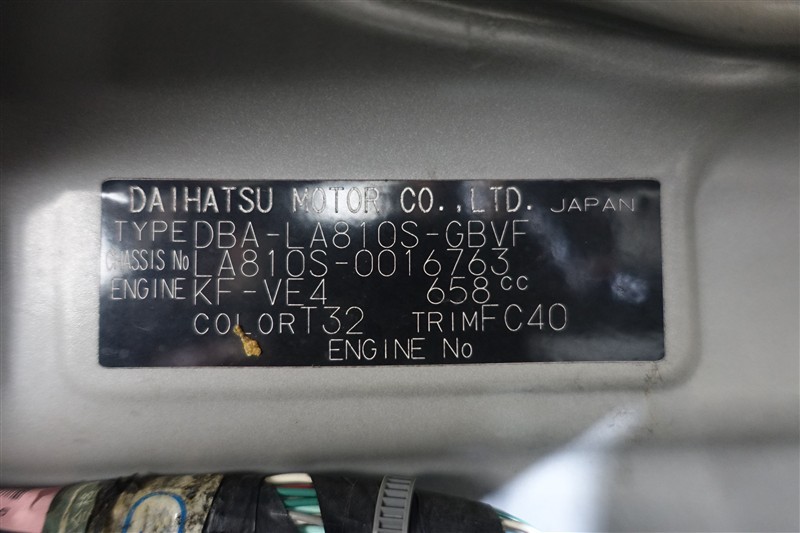 DAIHATSU MOTOR CO.,LTD. JAPAN
TYPE DBA-LA810S-GBVF
CHASSIS No LA810S-0016763
ENGINE KF-VE4 658cc
COLOR T32 TRIM FC40
ENGINE No